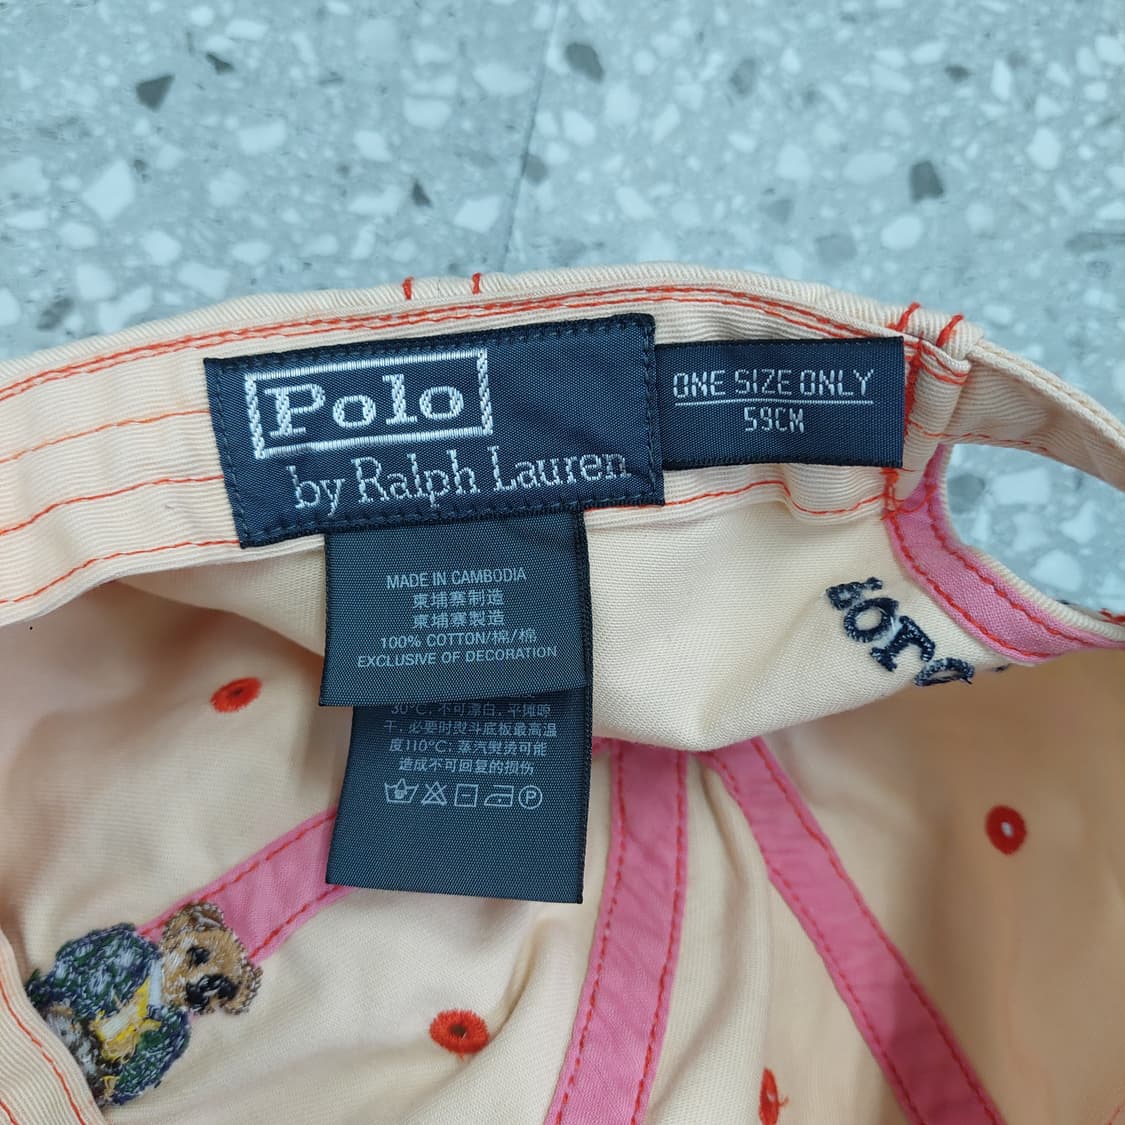 Polo
by Ralph Lauren
ONE SIZE ONLY
59CM
MADE IN CAMBODIA
柬埔寨制造
柬埔寨製造
100% COTTON/棉/棉
EXCLUSIVE OF DECORATION
30°C; 不可漂白, 平摊晾
干, 必要时熨斗底板最高温
度110°C; 蒸汽熨烫可能
造成不可回复的损伤
P